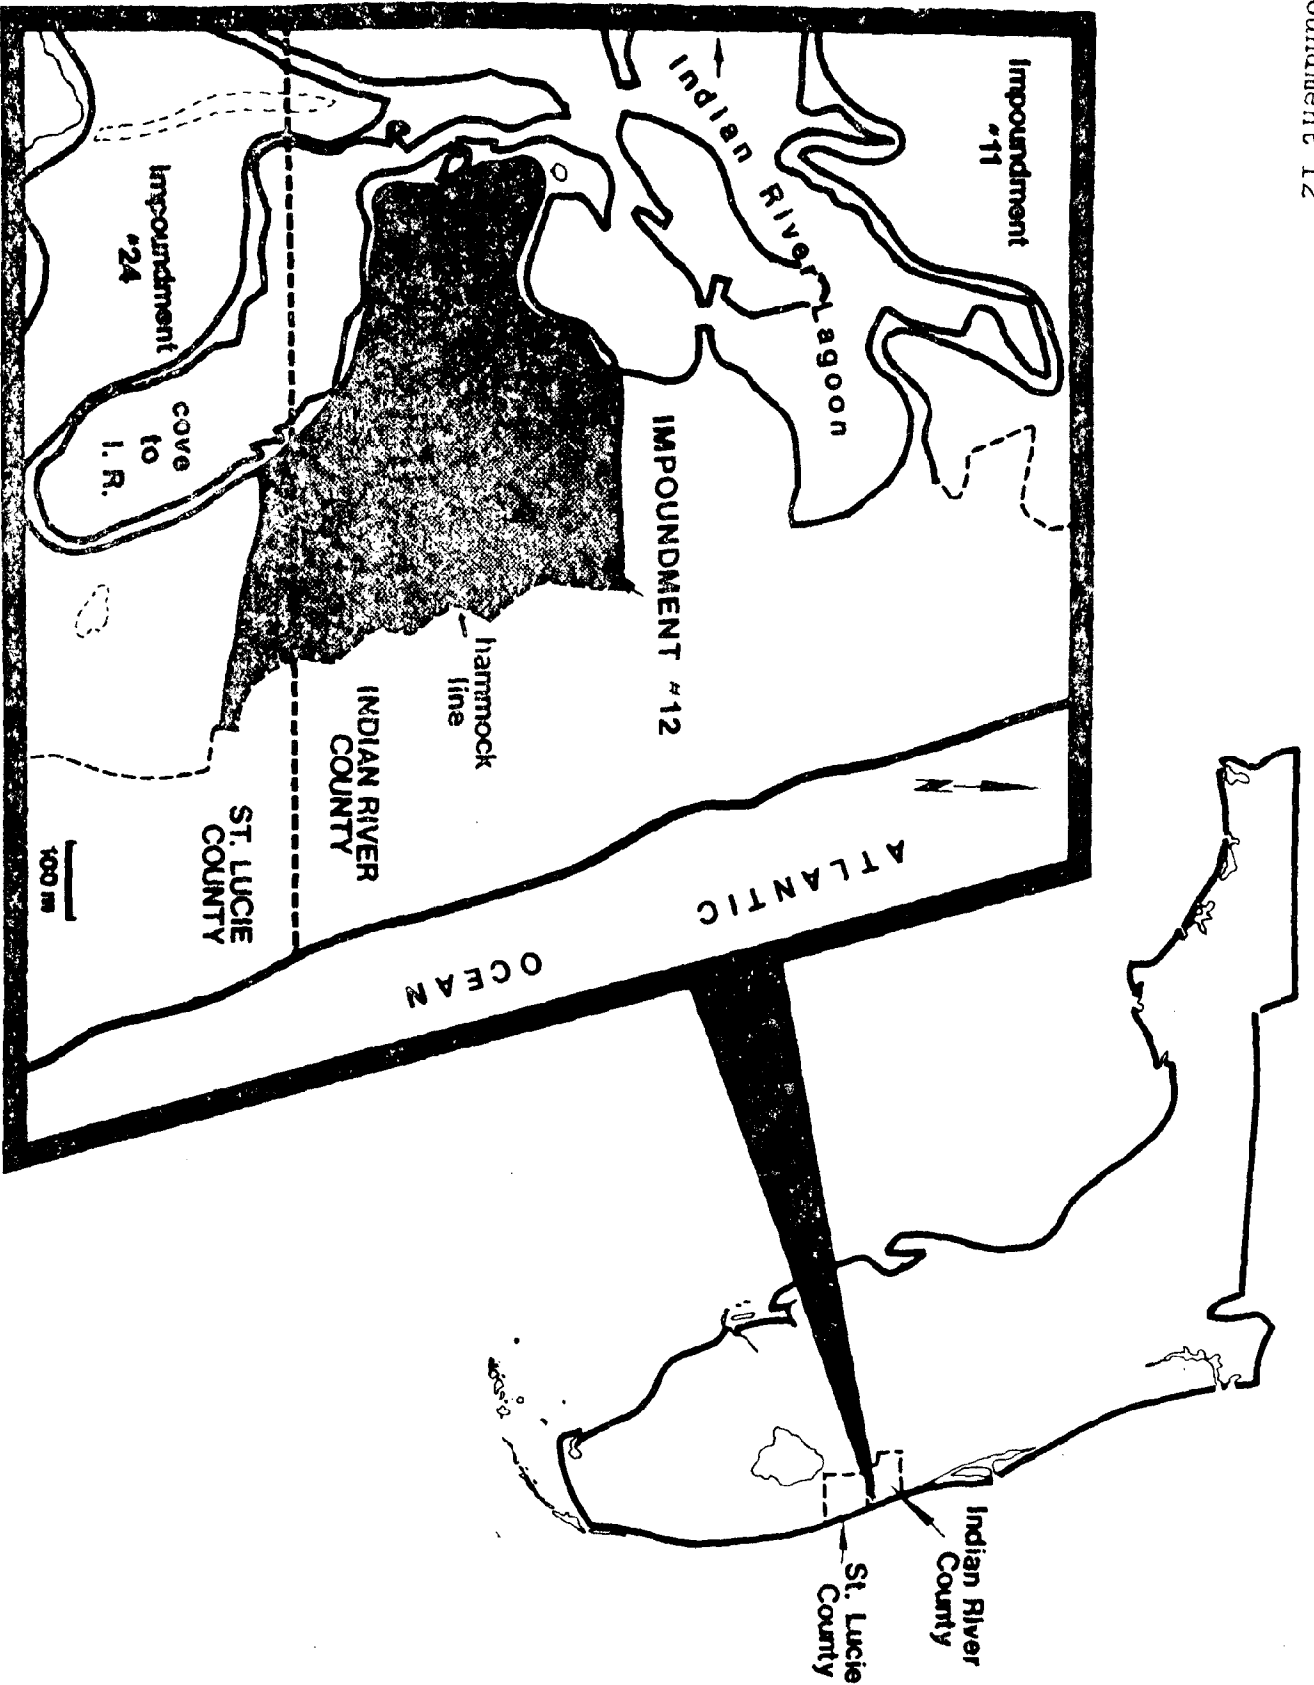 Impoundment
#11
Indian River Lagoon
IMPOUNDMENT #12
Impoundment
#24
cove
to
I. R.
hammock
line
INDIAN RIVER
COUNTY
ST. LUCIE
COUNTY
100 m
N
ATLANTIC
OCEAN
Indian River
County
St. Lucie
County